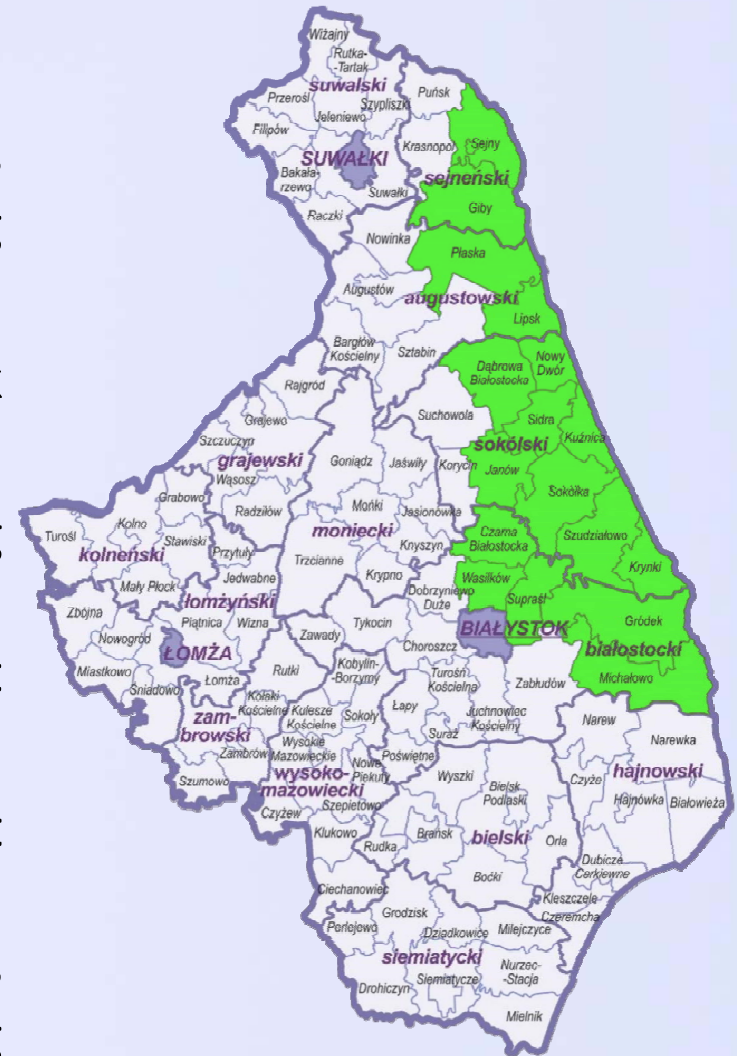 Wiżajny
Rutka-
-Tartak
suwalski
Puńsk
Przerośl
Szypliszki
Jeleniewo
Filipów
Krasnopol
Sejny
SUWAŁKI
Bakała-
rzewo
Suwałki
sejneński
Giby
Raczki
Nowinka
Płaska
Augustów
augustowski
Lipsk
Bargłów
Kościelny
Sztabin
Dąbrowa
Białostocka
Nowy
Dwór
Rajgród
Suchowola
Grajewo
Sidra
Szczuczyn
sokólski
Kuźnica
grajewski
Goniądz
Jaświły
Korycin
Janów
Wąsosz
Sokółka
Grabowo
Radziłów
Mońki
Jasionówka
Turośl
Kolno
Stawiski
moniecki
Czarna
Białostocka
Szudziałowo
kolneński
Przytuły
Trzcianne
Knyszyn
Krynki
Mały Płock
Jedwabne
Krypno
Wasilków
Dobrzyniewo
Duże
Supraśl
łomżyński
Zbójna
Piątnica
Wizna
Tykocin
Gródek
Nowogród
Zawady
BIAŁYSTOK
Choroszcz
białostocki
ŁOMŻA
Miastkowo
Rutki
Kobylin-
-Borzymy
Turośń
Kościelna
Zabłudów
Michałowo
Śniadowo
Łomża
Kołaki
Kościelne
Kulesze
Kościelne
Sokoły
Łapy
Juchnowiec
Kościelny
Narew
zam-
browski
Suraż
Narewka
Zambrów
Wysokie
Mazowieckie
Nowe
Piekuty
Poświętne
Wyszki
Szumowo
wysoko-
mazowiecki
Bielsk
Podlaski
Czyże
hajnowski
Szepietowo
Hajnówka
Białowieża
Czyżew
Klukowo
Rudka
Brańsk
bielski
Orla
Boćki
Dubicze
Cerkiewne
Ciechanowiec
Kleszczele
Perlejewo
Grodzisk
Czeremcha
Dziadkowice
Milejczyce
siemiatycki
Nurzec-
-Stacja
Drohiczyn
Siemiatycze
Mielnik